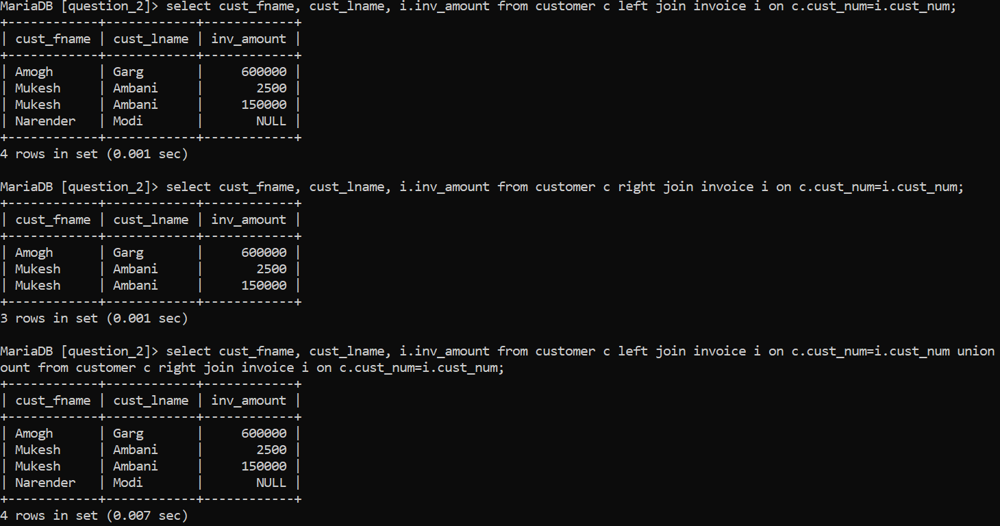 MariaDB [question_2]> select cust_fname, cust_lname, i.inv_amount from customer c left join invoice i on c.cust_num=i.cust_num;
+------------+------------+------------+
| cust_fname | cust_lname | inv_amount |
+------------+------------+------------+
| Amogh      | Garg       |     600000 |
| Mukesh     | Ambani     |       2500 |
| Mukesh     | Ambani     |     150000 |
| Narender   | Modi       |       NULL |
+------------+------------+------------+
4 rows in set (0.001 sec)
MariaDB [question_2]> select cust_fname, cust_lname, i.inv_amount from customer c right join invoice i on c.cust_num=i.cust_num;
+------------+------------+------------+
| cust_fname | cust_lname | inv_amount |
+------------+------------+------------+
| Amogh      | Garg       |     600000 |
| Mukesh     | Ambani     |       2500 |
| Mukesh     | Ambani     |     150000 |
+------------+------------+------------+
3 rows in set (0.001 sec)
MariaDB [question_2]> select cust_fname, cust_lname, i.inv_amount from customer c left join invoice i on c.cust_num=i.cust_num union
ount from customer c right join invoice i on c.cust_num=i.cust_num;
+------------+------------+------------+
| cust_fname | cust_lname | inv_amount |
+------------+------------+------------+
| Amogh      | Garg       |     600000 |
| Mukesh     | Ambani     |       2500 |
| Mukesh     | Ambani     |     150000 |
| Narender   | Modi       |       NULL |
+------------+------------+------------+
4 rows in set (0.007 sec)